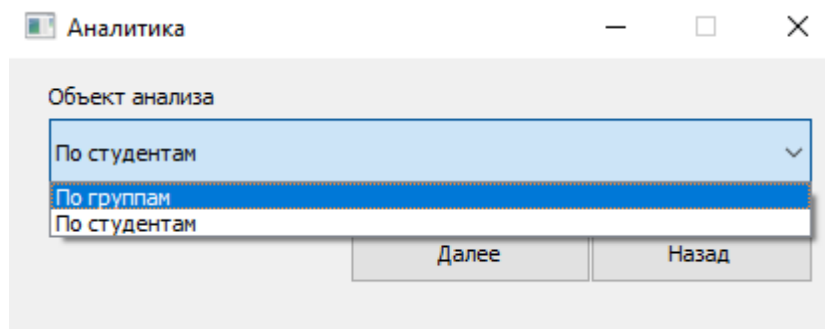 Аналитика
Объект анализа
По студентам
По группам
По студентам
Далее Назад